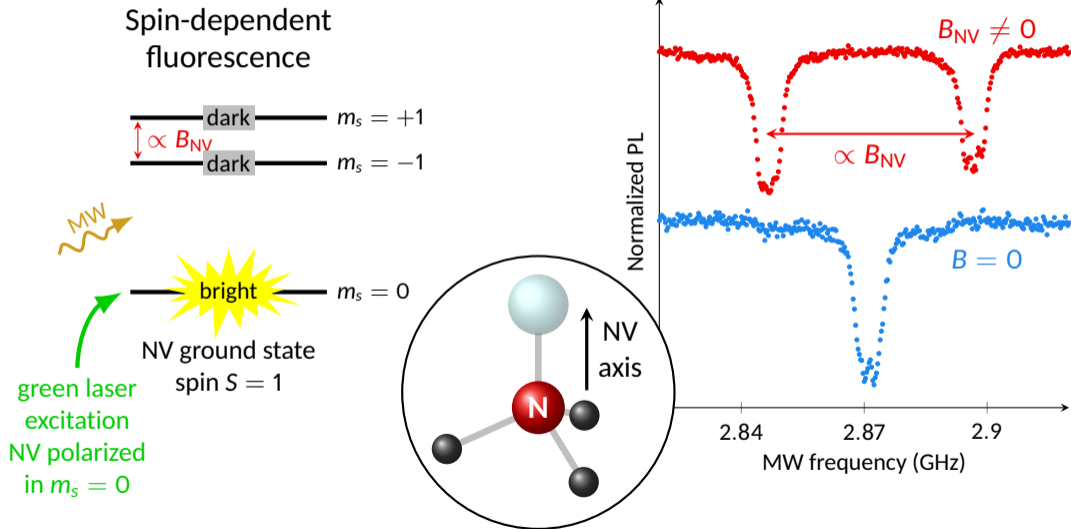 Spin-dependent
fluorescence
dark
m_s = +1
∝ B_NV
dark
m_s = −1
MW
bright
m_s = 0
NV ground state
spin S = 1
green laser
excitation
NV polarized
in m_s = 0
N
NV
axis
Normalized PL
B_NV ≠ 0
∝ B_NV
B = 0
2.84
2.87
2.9
MW frequency (GHz)